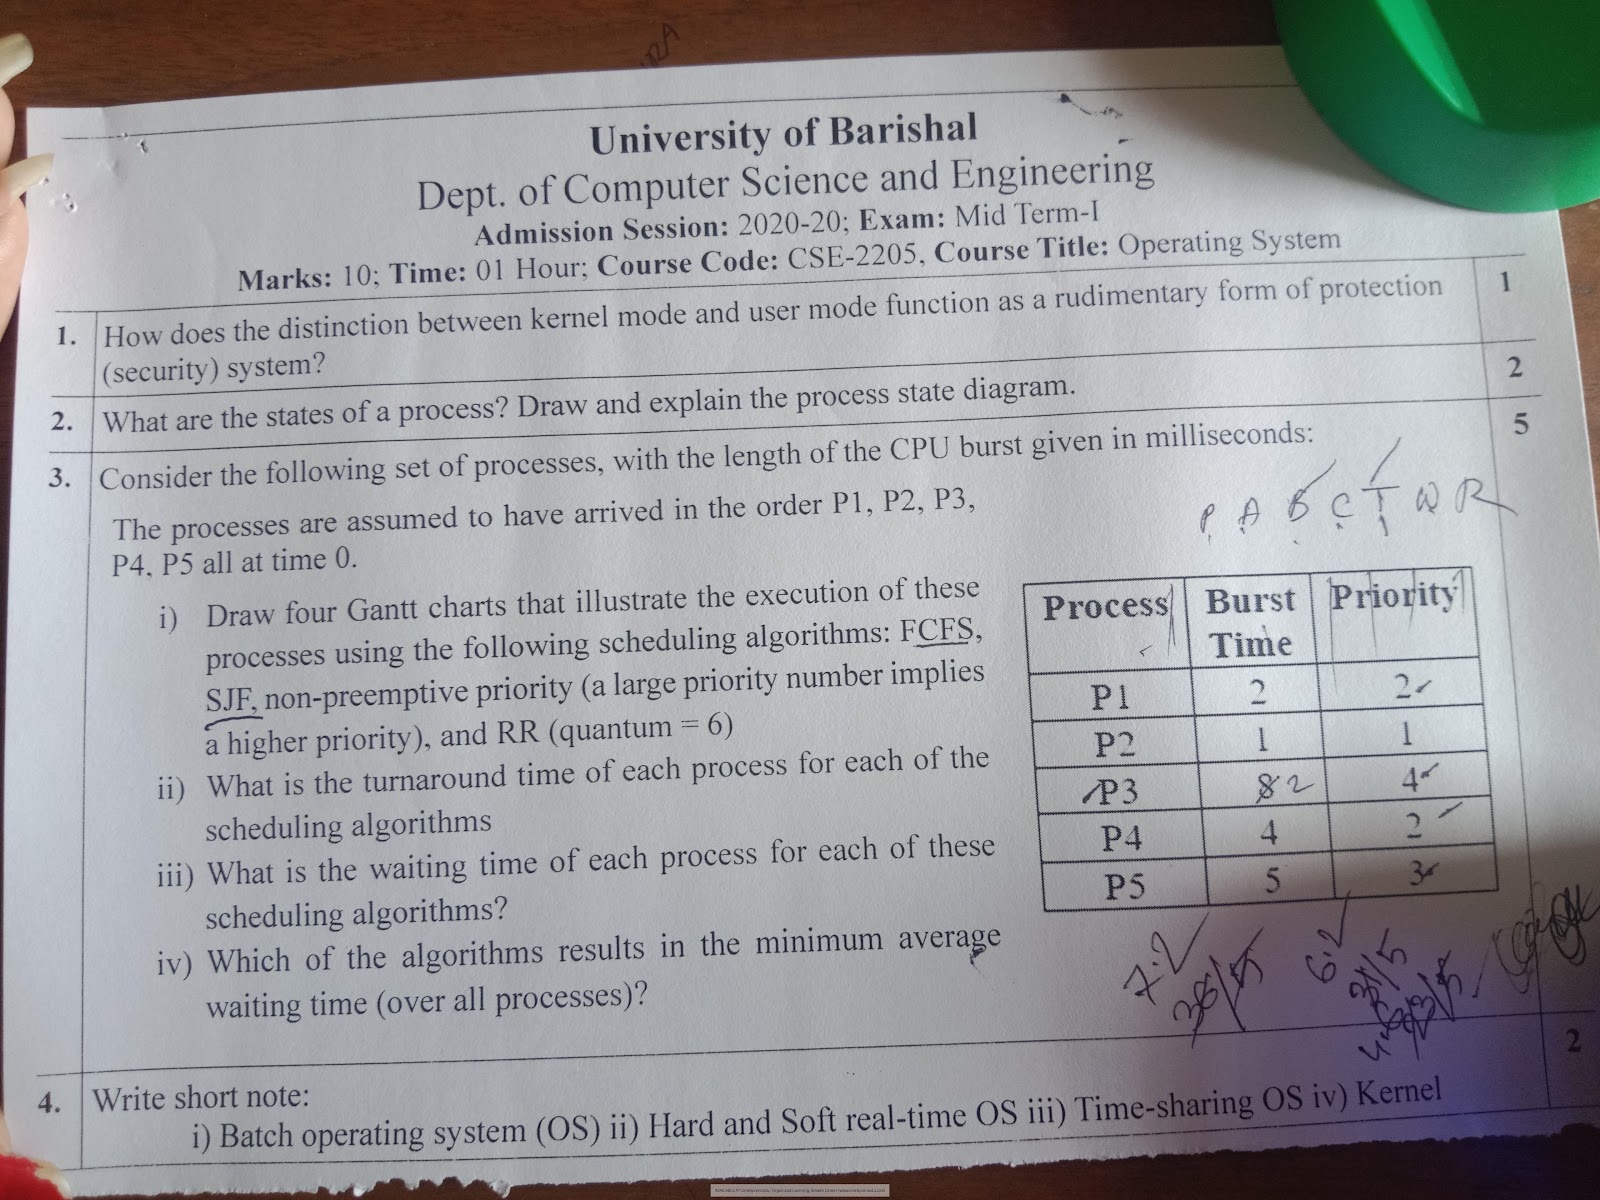 University of Barishal
Dept. of Computer Science and Engineering
Admission Session: 2020-20; Exam: Mid Term-I
Marks: 10; Time: 01 Hour; Course Code: CSE-2205, Course Title: Operating System
1. How does the distinction between kernel mode and user mode function as a rudimentary form of protection 1
(security) system?
2. What are the states of a process? Draw and explain the process state diagram. 2
3. Consider the following set of processes, with the length of the CPU burst given in milliseconds: 5
The processes are assumed to have arrived in the order P1, P2, P3,
P4, P5 all at time 0.
P A B C T W R
i) Draw four Gantt charts that illustrate the execution of these
processes using the following scheduling algorithms: FCFS,
SJF, non-preemptive priority (a large priority number implies
a higher priority), and RR (quantum = 6)
ii) What is the turnaround time of each process for each of the
scheduling algorithms
iii) What is the waiting time of each process for each of these
scheduling algorithms?
iv) Which of the algorithms results in the minimum average
waiting time (over all processes)?
Process Burst Time Priority
P1 2 2
P2 1 1
P3 8 2 4
P4 4 2
P5 5 3
7.2
36/5
6.2
31/5
4. Write short note: 2
i) Batch operating system (OS) ii) Hard and Soft real-time OS iii) Time-sharing OS iv) Kernel